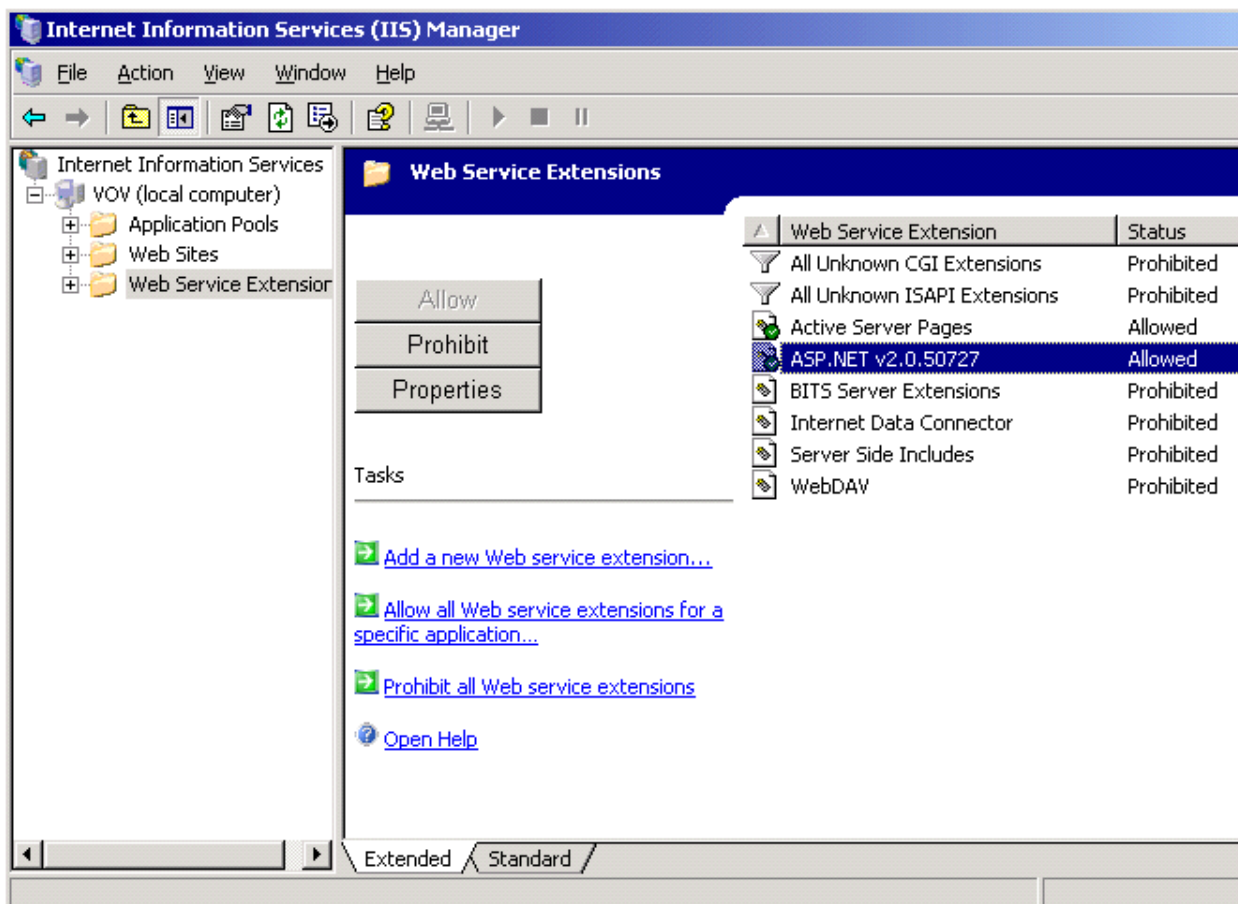 Internet Information Services (IIS) Manager
File Action View Window Help
Internet Information Services
VOV (local computer)
Application Pools
Web Sites
Web Service Extension
Web Service Extensions
Allow
Prohibit
Properties
Tasks
Add a new Web service extension...
Allow all Web service extensions for a
specific application...
Prohibit all Web service extensions
Open Help
Web Service Extension Status
All Unknown CGI Extensions Prohibited
All Unknown ISAPI Extensions Prohibited
Active Server Pages Allowed
ASP.NET v2.0.50727 Allowed
BITS Server Extensions Prohibited
Internet Data Connector Prohibited
Server Side Includes Prohibited
WebDAV Prohibited
Extended Standard